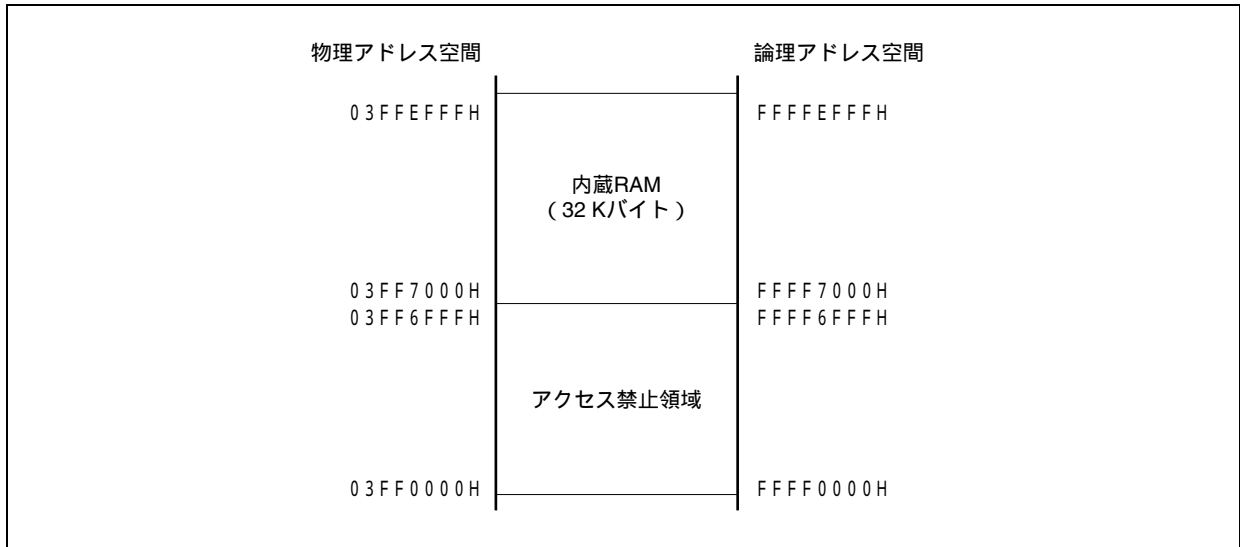 物理アドレス空間 論理アドレス空間
03FFEFFFH FFFFEFFFH
内蔵RAM
(32 Kバイト)
03FF7000H FFFF7000H
03FF6FFFH FFFF6FFFH
アクセス禁止領域
03FF0000H FFFF0000H